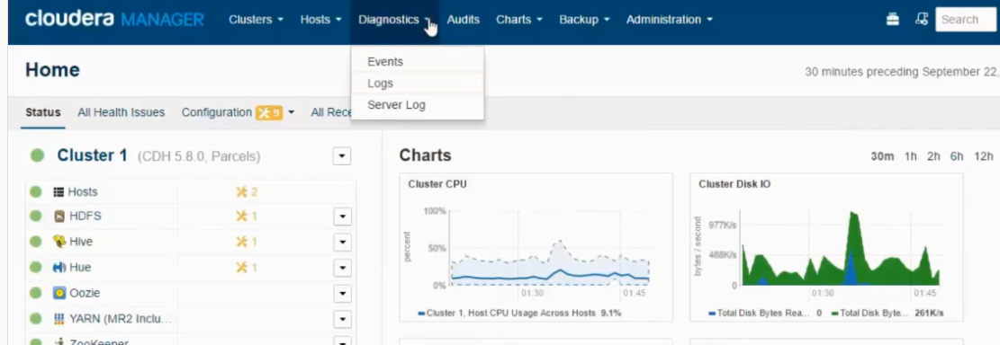 cloudera MANAGER Clusters Hosts Diagnostics Audits Charts Backup Administration Search
Events
Logs
Server Log
Home
30 minutes preceding September 22,
Status All Health Issues Configuration 9 All Rece
Cluster 1 (CDH 5.8.0, Parcels)
Hosts 2
HDFS 1
Hive 1
Hue 1
Oozie
YARN (MR2 Inclu...
ZooKeeper
Charts
30m 1h 2h 6h 12h
Cluster CPU
percent
100%
50%
0%
01:30 01:45
Cluster 1, Host CPU Usage Across Hosts 9.1%
Cluster Disk IO
bytes / second
977K/s
488K/s
0
01:30 01:45
Total Disk Bytes Rea... 0 Total Disk Byte... 261K/s